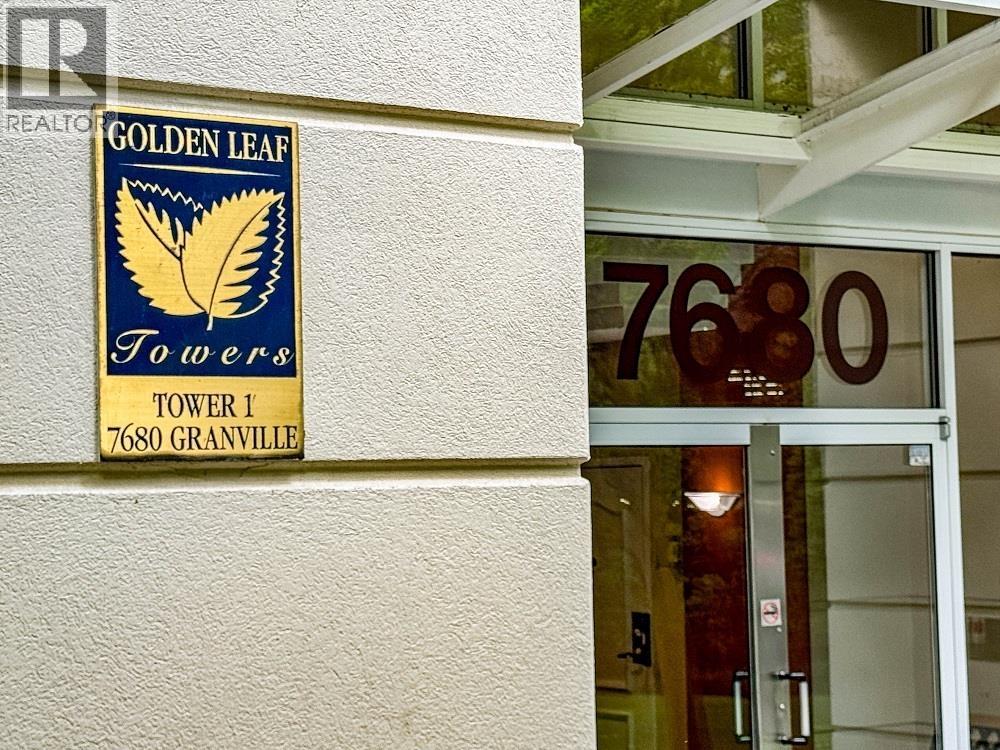 REALTOR®
GOLDEN LEAF
Towers
TOWER 1
7680 GRANVILLE
7680